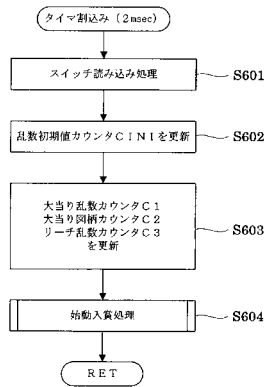 タイマ割込み（２msec）
スイッチ読み込み処理
S601
乱数初期値カウンタＣＩＮＩを更新
S602
大当り乱数カウンタＣ１
大当り図柄カウンタＣ２
リーチ乱数カウンタＣ３
を更新
S603
始動入賞処理
S604
ＲＥＴ